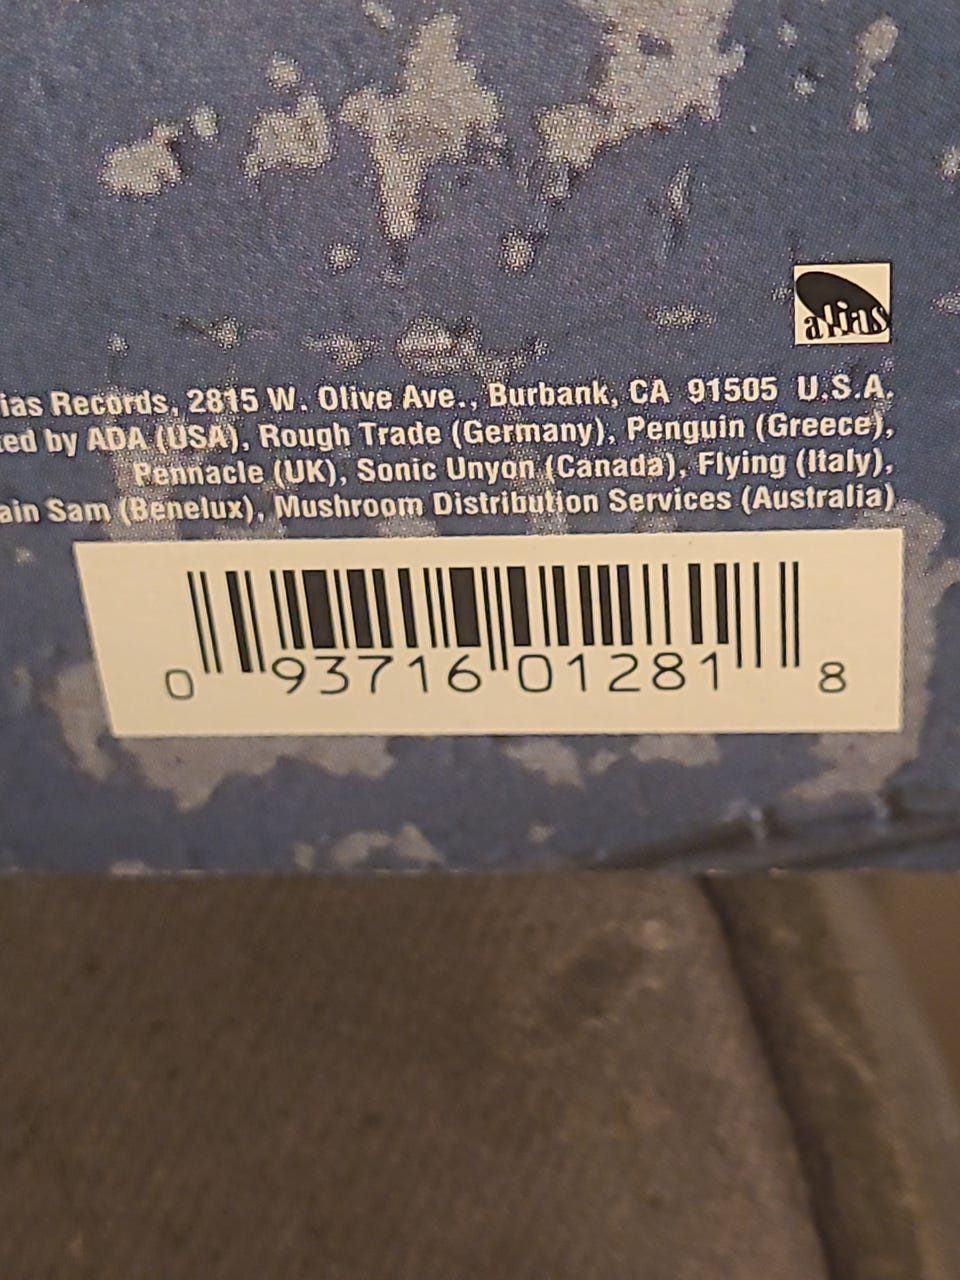 alias
ias Records, 2815 W. Olive Ave., Burbank, CA 91505 U.S.A.
ted by ADA (USA), Rough Trade (Germany), Penguin (Greece),
Pennacle (UK), Sonic Unyon (Canada), Flying (Italy),
ain Sam (Benelux), Mushroom Distribution Services (Australia)
0 93716 01281 8